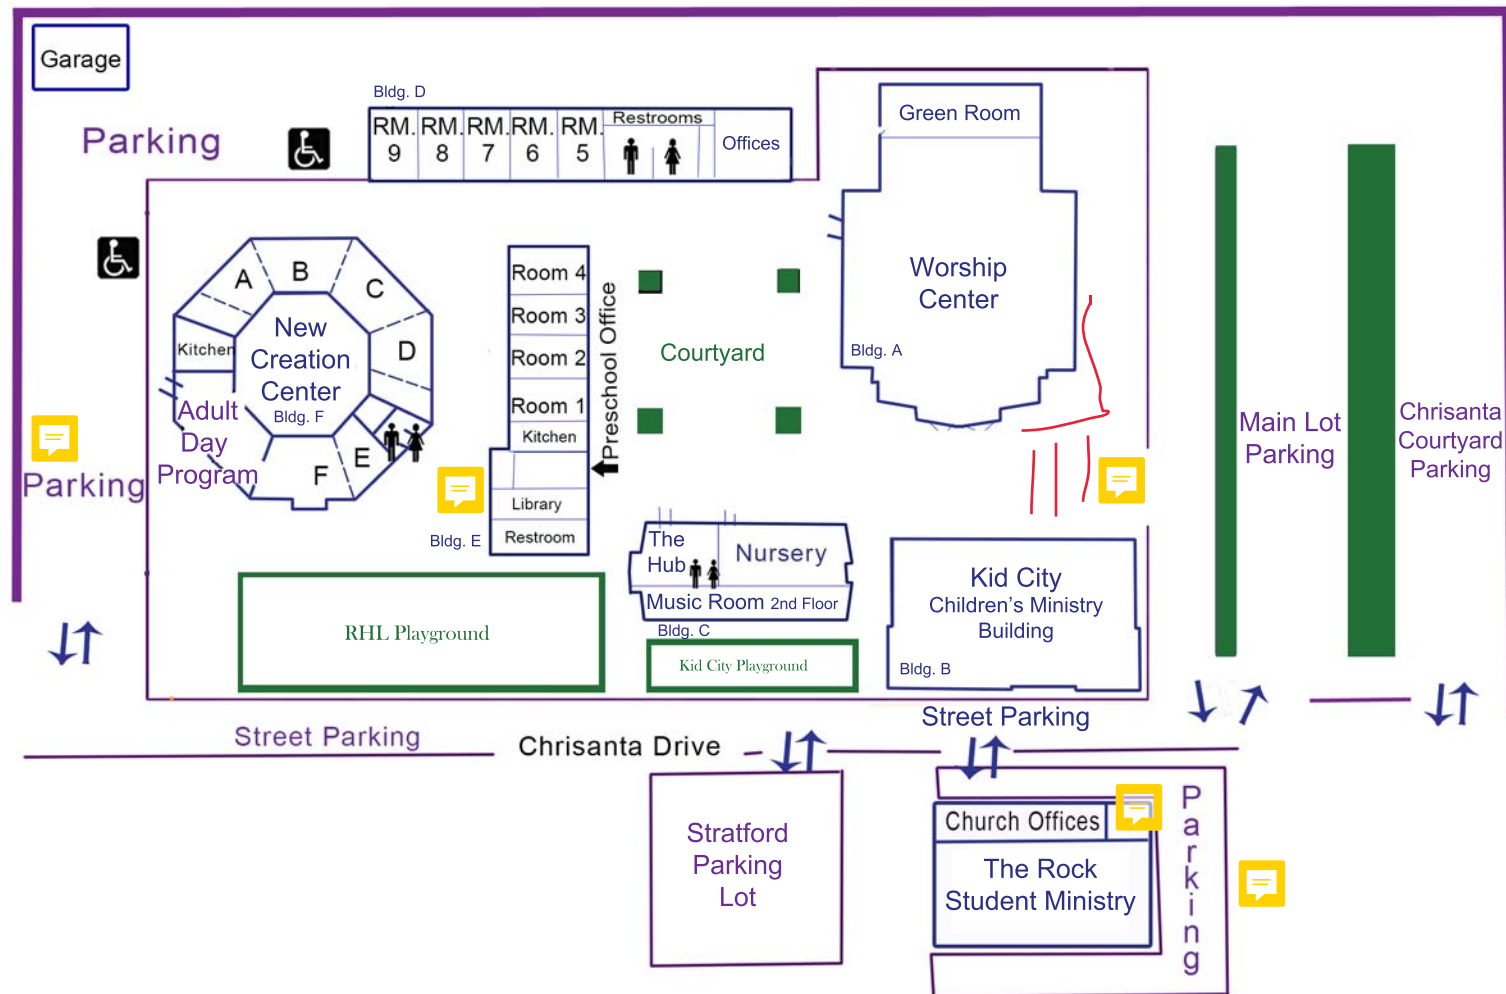 Garage
Parking
Bldg. D
RM.
9
RM.
8
RM.
7
RM.
6
RM.
5
Restrooms
Offices
Green Room
Worship
Center
Bldg. A
A
B
C
D
E
F
Kitchen
New
Creation
Center
Bldg. F
Adult
Day
Program
Parking
Room 4
Room 3
Room 2
Room 1
Kitchen
Library
Restroom
Bldg. E
Preschool Office
Courtyard
Main Lot
Parking
Chrisanta
Courtyard
Parking
The
Hub
Nursery
Music Room 2nd Floor
Bldg. C
Kid City
Children's Ministry
Building
Bldg. B
RHL Playground
Kid City Playground
Street Parking
Street Parking
Chrisanta Drive
Stratford
Parking
Lot
Church Offices
The Rock
Student Ministry
Parking